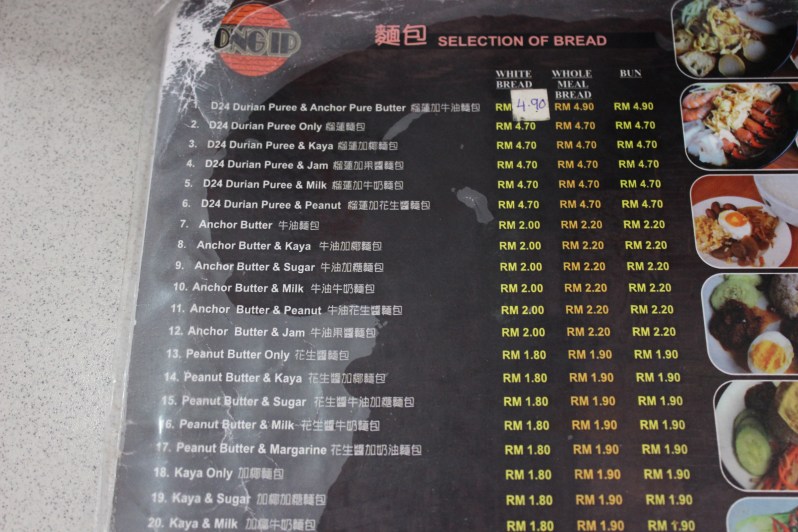 ONG IP
麵包 SELECTION OF BREAD
WHITE BREAD WHOLE MEAL BREAD BUN
1. D24 Durian Puree & Anchor Pure Butter 榴蓮加牛油麵包 RM 4.90 RM 4.90 RM 4.90
2. D24 Durian Puree Only 榴蓮麵包 RM 4.70 RM 4.70 RM 4.70
3. D24 Durian Puree & Kaya 榴蓮加椰麵包 RM 4.70 RM 4.70 RM 4.70
4. D24 Durian Puree & Jam 榴蓮加果醬麵包 RM 4.70 RM 4.70 RM 4.70
5. D24 Durian Puree & Milk 榴蓮加牛奶麵包 RM 4.70 RM 4.70 RM 4.70
6. D24 Durian Puree & Peanut 榴蓮加花生醬麵包 RM 4.70 RM 4.70 RM 4.70
7. Anchor Butter 牛油麵包 RM 2.00 RM 2.20 RM 2.20
8. Anchor Butter & Kaya 牛油加椰麵包 RM 2.00 RM 2.20 RM 2.20
9. Anchor Butter & Sugar 牛油加糖麵包 RM 2.00 RM 2.20 RM 2.20
10. Anchor Butter & Milk 牛油牛奶麵包 RM 2.00 RM 2.20 RM 2.20
11. Anchor Butter & Peanut 牛油花生醬麵包 RM 2.00 RM 2.20 RM 2.20
12. Anchor Butter & Jam 牛油果醬麵包 RM 2.00 RM 2.20 RM 2.20
13. Peanut Butter Only 花生醬麵包 RM 1.80 RM 1.90 RM 1.90
14. Peanut Butter & Kaya 花生醬加椰麵包 RM 1.80 RM 1.90 RM 1.90
15. Peanut Butter & Sugar 花生醬牛油加糖麵包 RM 1.80 RM 1.90 RM 1.90
16. Peanut Butter & Milk 花生醬牛奶麵包 RM 1.80 RM 1.90 RM 1.90
17. Peanut Butter & Margarine 花生醬加奶油麵包 RM 1.80 RM 1.90 RM 1.90
18. Kaya Only 加椰麵包 RM 1.80 RM 1.90 RM 1.90
19. Kaya & Sugar 加椰加糖麵包 RM 1.80 RM 1.90 RM 1.90
20. Kaya & Milk 加椰牛奶麵包 RM 1.80 RM 1.90 RM 1.90